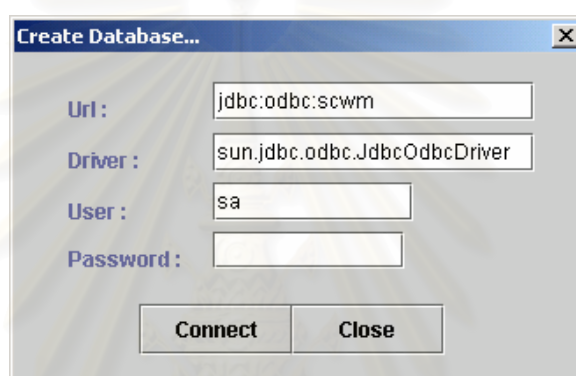 Create Database...
Url : jdbc:odbc:scwm
Driver : sun.jdbc.odbc.JdbcOdbcDriver
User : sa
Password :
Connect Close